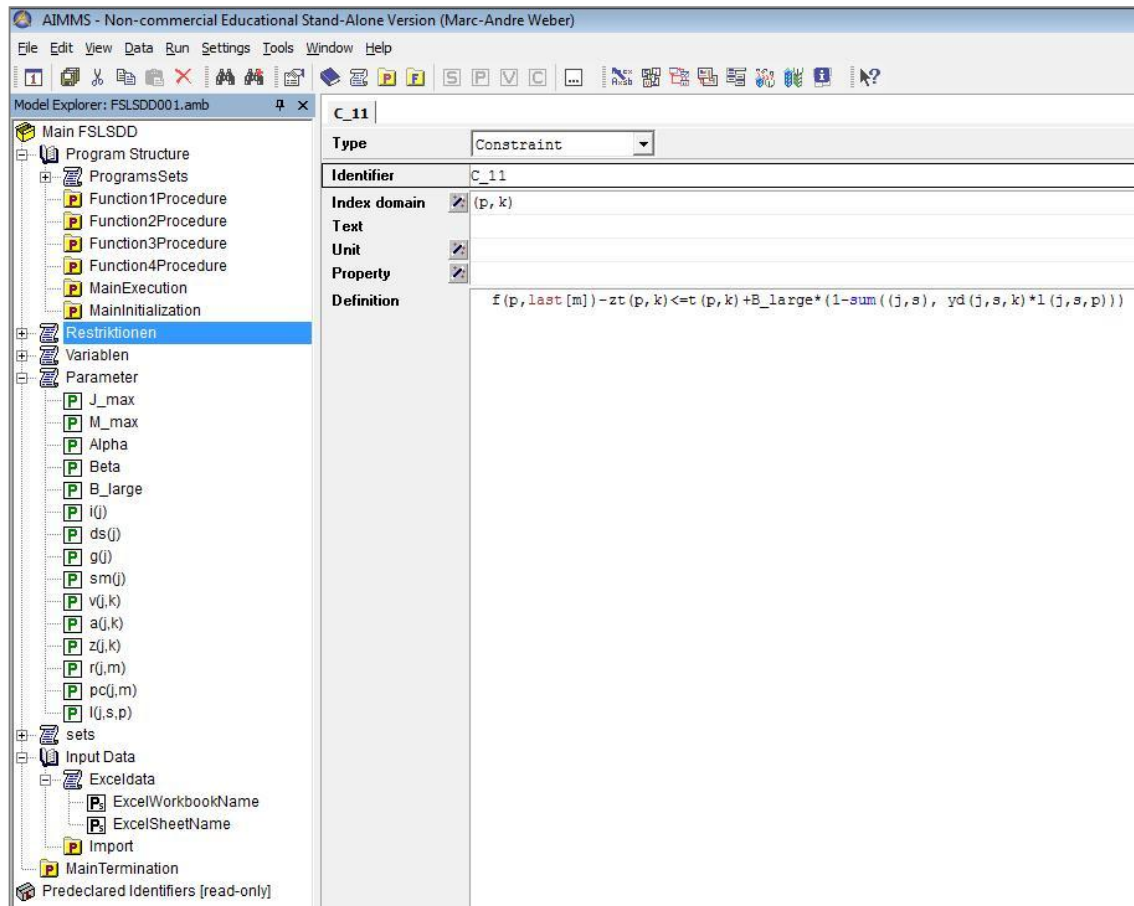 AIMMS - Non-commercial Educational Stand-Alone Version (Marc-Andre Weber)
File Edit View Data Run Settings Tools Window Help
Model Explorer: FSLSDD001.amb
Main FSLSDD
Program Structure
ProgramsSets
Function1Procedure
Function2Procedure
Function3Procedure
Function4Procedure
MainExecution
MainInitialization
Restriktionen
Variablen
Parameter
J_max
M_max
Alpha
Beta
B_large
i(j)
ds(j)
g(j)
sm(j)
v(j,k)
a(j,k)
z(j,k)
r(j,m)
pc(j,m)
l(j,s,p)
sets
Input Data
Exceldata
ExcelWorkbookName
ExcelSheetName
Import
MainTermination
Predeclared Identifiers [read-only]
C_11
Type Constraint
Identifier C_11
Index domain (p,k)
Text
Unit
Property
Definition f(p,last[m])-zt(p,k)<=t(p,k)+B_large*(1-sum((j,s), yd(j,s,k)*l(j,s,p)))